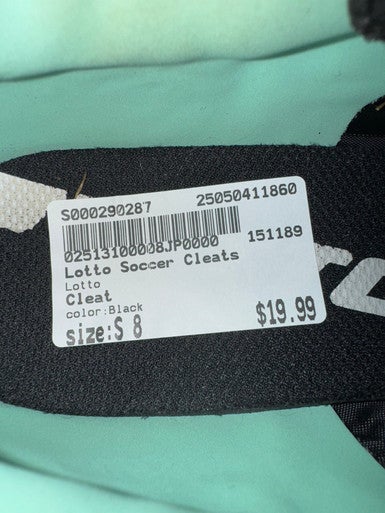 S000290287 25050411860
02513100008JP0000 151189
Lotto Soccer Cleats
Lotto
Cleat
color:Black
size:S 8 $19.99